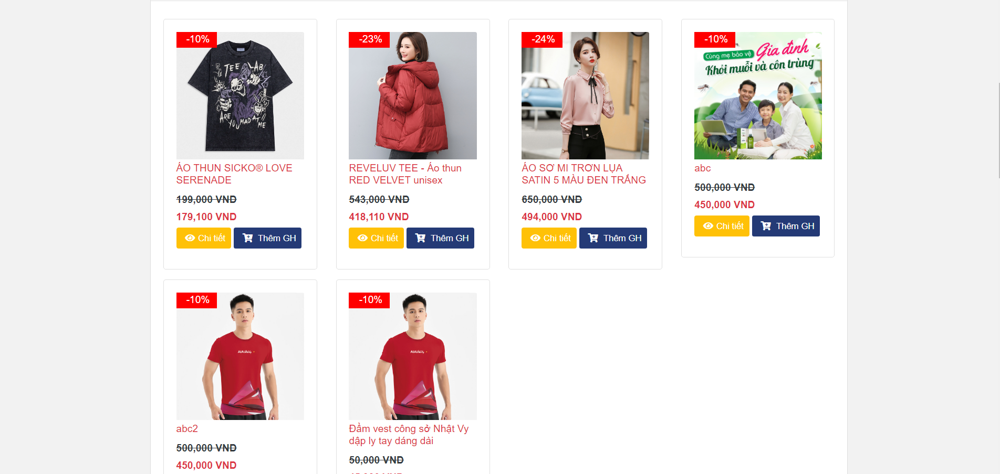 -10%
TEE LAB
ARE YOU MAD AT ME
ÁO THUN SICKO® LOVE
SERENADE
199,000 VND
179,100 VND
Chi tiết
Thêm GH
-23%
REVELUV TEE - Áo thun
RED VELVET unisex
543,000 VND
418,110 VND
Chi tiết
Thêm GH
-24%
ÁO SƠ MI TRƠN LỤA
SATIN 5 MÀU ĐEN TRẮNG
650,000 VND
494,000 VND
Chi tiết
Thêm GH
-10%
Cùng mẹ bảo vệ Gia đình
Khỏi muỗi và côn trùng
abc
500,000 VND
450,000 VND
Chi tiết
Thêm GH
-10%
AIA Vitality
abc2
500,000 VND
450,000 VND
-10%
AIA Vitality
Đầm vest công sở Nhật Vy
dập ly tay dáng dài
50,000 VND